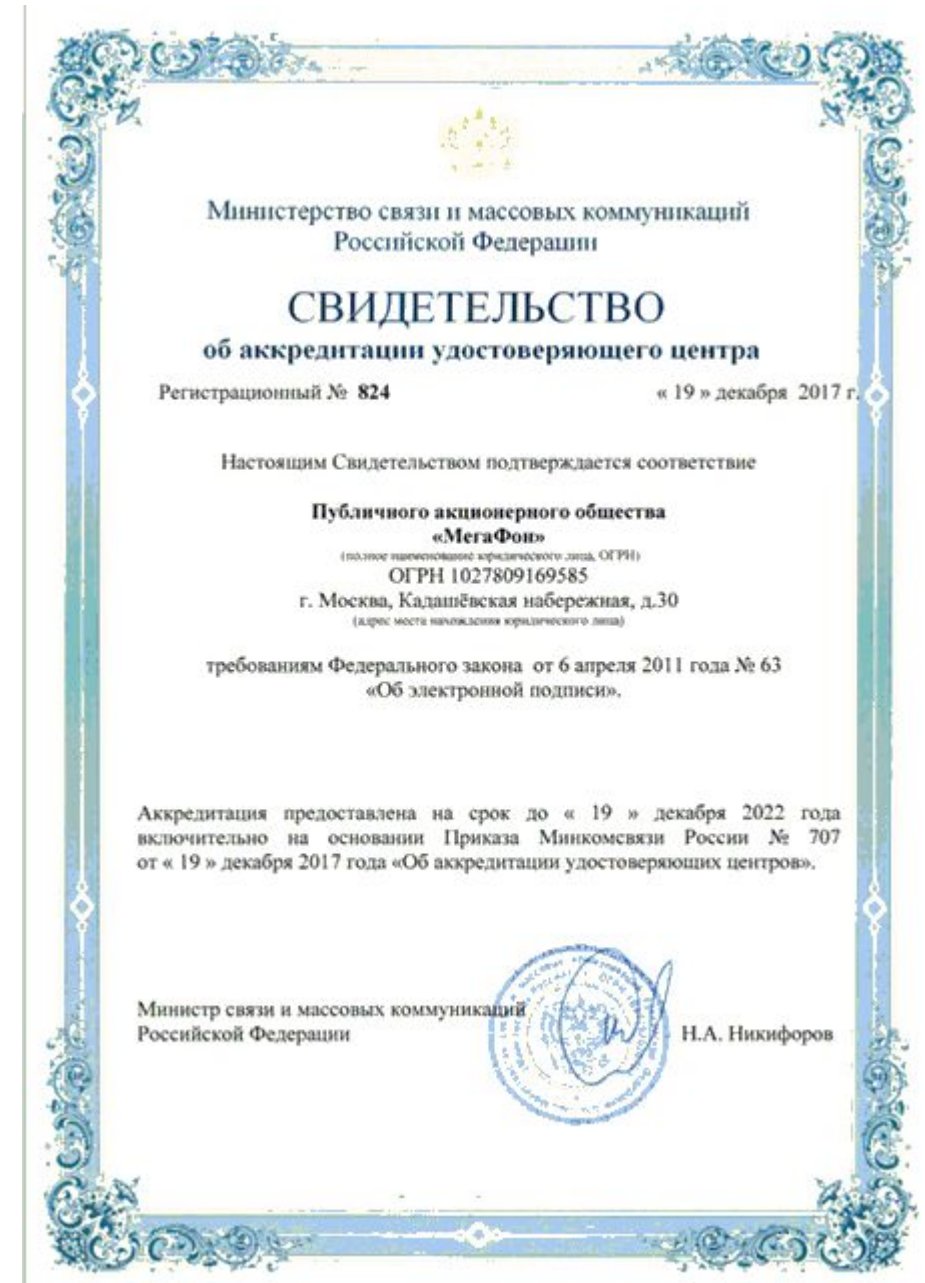 Министерство связи и массовых коммуникаций
Российской Федерации
СВИДЕТЕЛЬСТВО
об аккредитации удостоверяющего центра
Регистрационный № 824
« 19 » декабря 2017 г.
Настоящим Свидетельством подтверждается соответствие
Публичного акционерного общества
«МегаФон»
(полное наименование юридического лица, ОГРН)
ОГРН 1027809169585
г. Москва, Кадашёвская набережная, д.30
(адрес места нахождения юридического лица)
требованиям Федерального закона от 6 апреля 2011 года № 63
«Об электронной подписи».
Аккредитация предоставлена на срок до « 19 » декабря 2022 года
включительно на основании Приказа Минкомсвязи России № 707
от « 19 » декабря 2017 года «Об аккредитации удостоверяющих центров».
Министр связи и массовых коммуникаций
Российской Федерации
Н.А. Никифоров